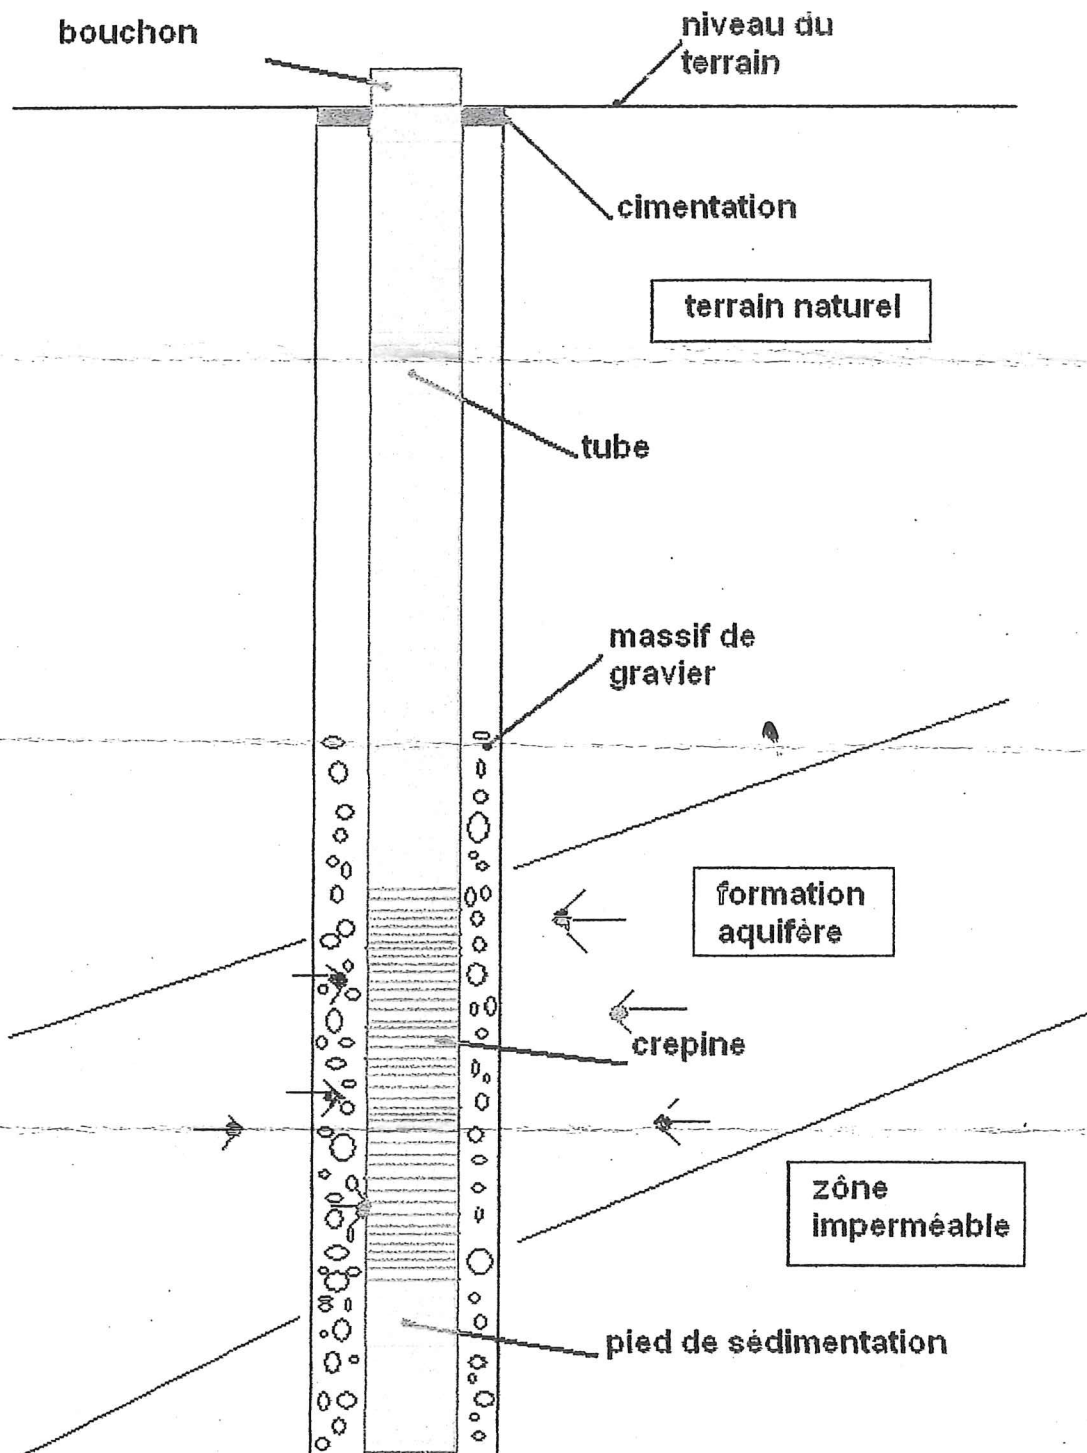 bouchon
niveau du
terrain
cimentation
terrain naturel
tube
massif de
gravier
formation
aquifère
crepine
zône
imperméable
pied de sédimentation